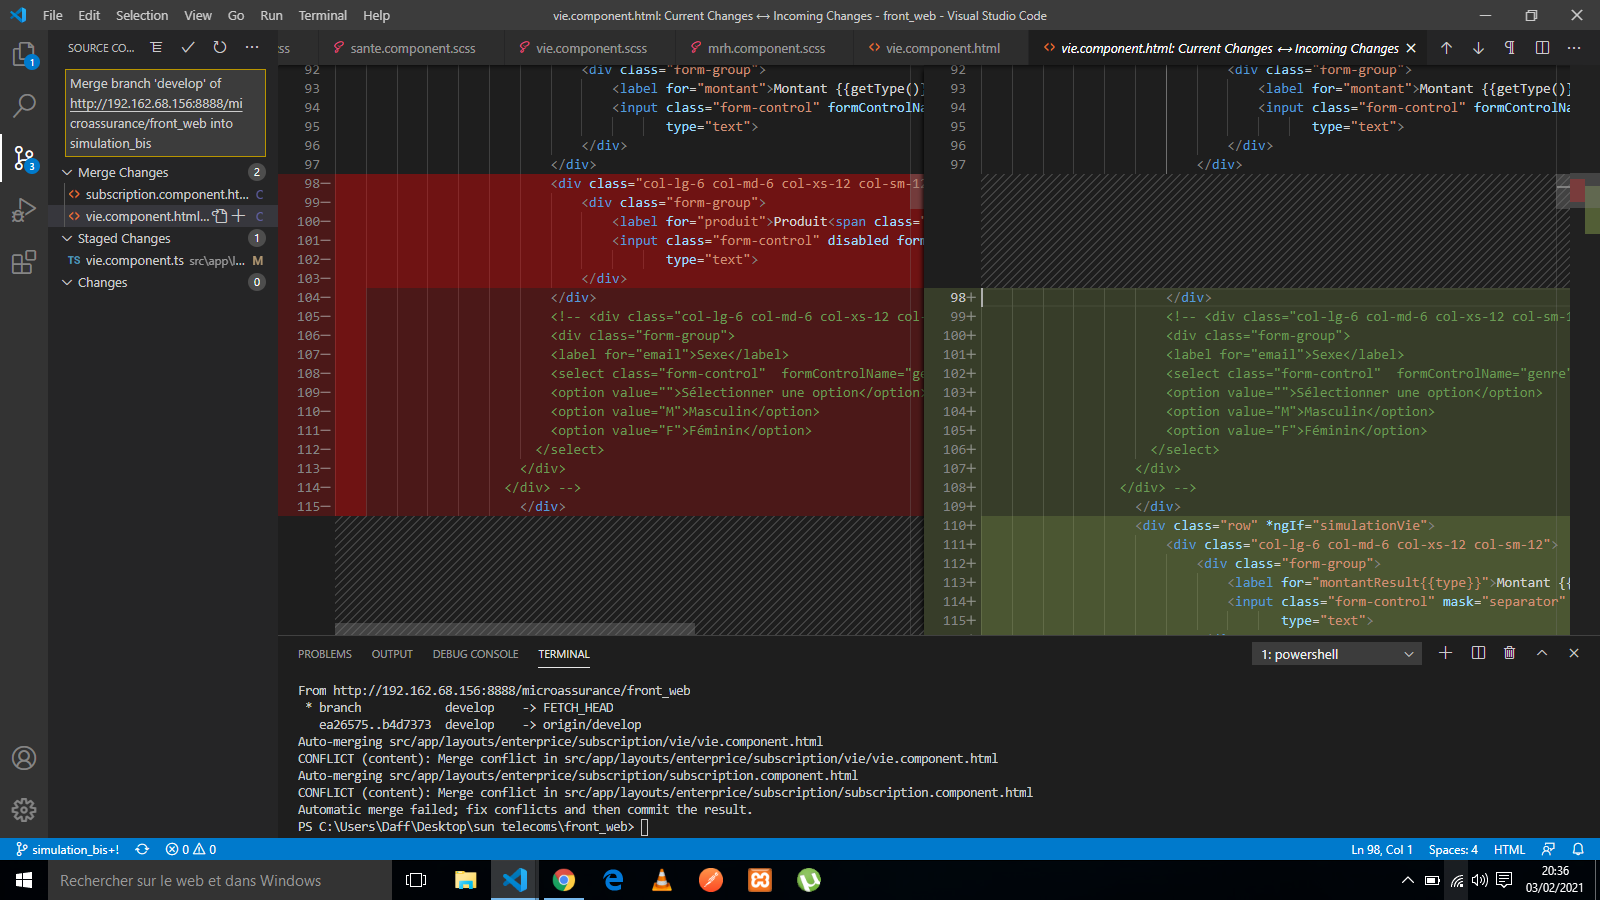 File Edit Selection View Go Run Terminal Help
vie.component.html: Current Changes ↔ Incoming Changes - front_web - Visual Studio Code
SOURCE CO...
ss
sante.component.scss
vie.component.scss
mrh.component.scss
vie.component.html
vie.component.html: Current Changes ↔ Incoming Changes
1
3
Merge branch 'develop' of
http://192.162.68.156:8888/mi
croassurance/front_web into
simulation_bis
Merge Changes 2
subscription.component.ht... C
vie.component.html... C
Staged Changes 1
TS vie.component.ts src\app\l... M
Changes 0
92 <div class="form-group">
93 <label for="montant">Montant {{getType()}
94 <input class="form-control" formControlNa
95 type="text">
96 </div>
97 </div>
98− <div class="col-lg-6 col-md-6 col-xs-12 col-sm-12
99− <div class="form-group">
100− <label for="produit">Produit<span class="
101− <input class="form-control" disabled form
102− type="text">
103− </div>
104− </div>
105− <!-- <div class="col-lg-6 col-md-6 col-xs-12 col-
106− <div class="form-group">
107− <label for="email">Sexe</label>
108− <select class="form-control"  formControlName="ge
109− <option value="">Sélectionner une option</option>
110− <option value="M">Masculin</option>
111− <option value="F">Féminin</option>
112− </select>
113− </div>
114− </div> -->
115− </div>
92 <div class="form-group">
93 <label for="montant">Montant {{getType()}
94 <input class="form-control" formControlNa
95 type="text">
96 </div>
97 </div>
98+ </div>
99+ <!-- <div class="col-lg-6 col-md-6 col-xs-12 col-sm-1
100+ <div class="form-group">
101+ <label for="email">Sexe</label>
102+ <select class="form-control"  formControlName="genre"
103+ <option value="">Sélectionner une option</option>
104+ <option value="M">Masculin</option>
105+ <option value="F">Féminin</option>
106+ </select>
107+ </div>
108+ </div> -->
109+ </div>
110+ <div class="row" *ngIf="simulationVie">
111+ <div class="col-lg-6 col-md-6 col-xs-12 col-sm-12">
112+ <div class="form-group">
113+ <label for="montantResult{{type}}">Montant {{
114+ <input class="form-control" mask="separator"
115+ type="text">
PROBLEMS OUTPUT DEBUG CONSOLE TERMINAL
1: powershell
From http://192.162.68.156:8888/microassurance/front_web
* branch develop -> FETCH_HEAD
ea26575..b4d7373 develop -> origin/develop
Auto-merging src/app/layouts/enterprice/subscription/vie/vie.component.html
CONFLICT (content): Merge conflict in src/app/layouts/enterprice/subscription/vie/vie.component.html
Auto-merging src/app/layouts/enterprice/subscription/subscription.component.html
CONFLICT (content): Merge conflict in src/app/layouts/enterprice/subscription/subscription.component.html
Automatic merge failed; fix conflicts and then commit the result.
PS C:\Users\Daff\Desktop\sun telecoms\front_web>
simulation_bis+! 0 0
Ln 98, Col 1 Spaces: 4 HTML
Rechercher sur le web et dans Windows
20:36
03/02/2021